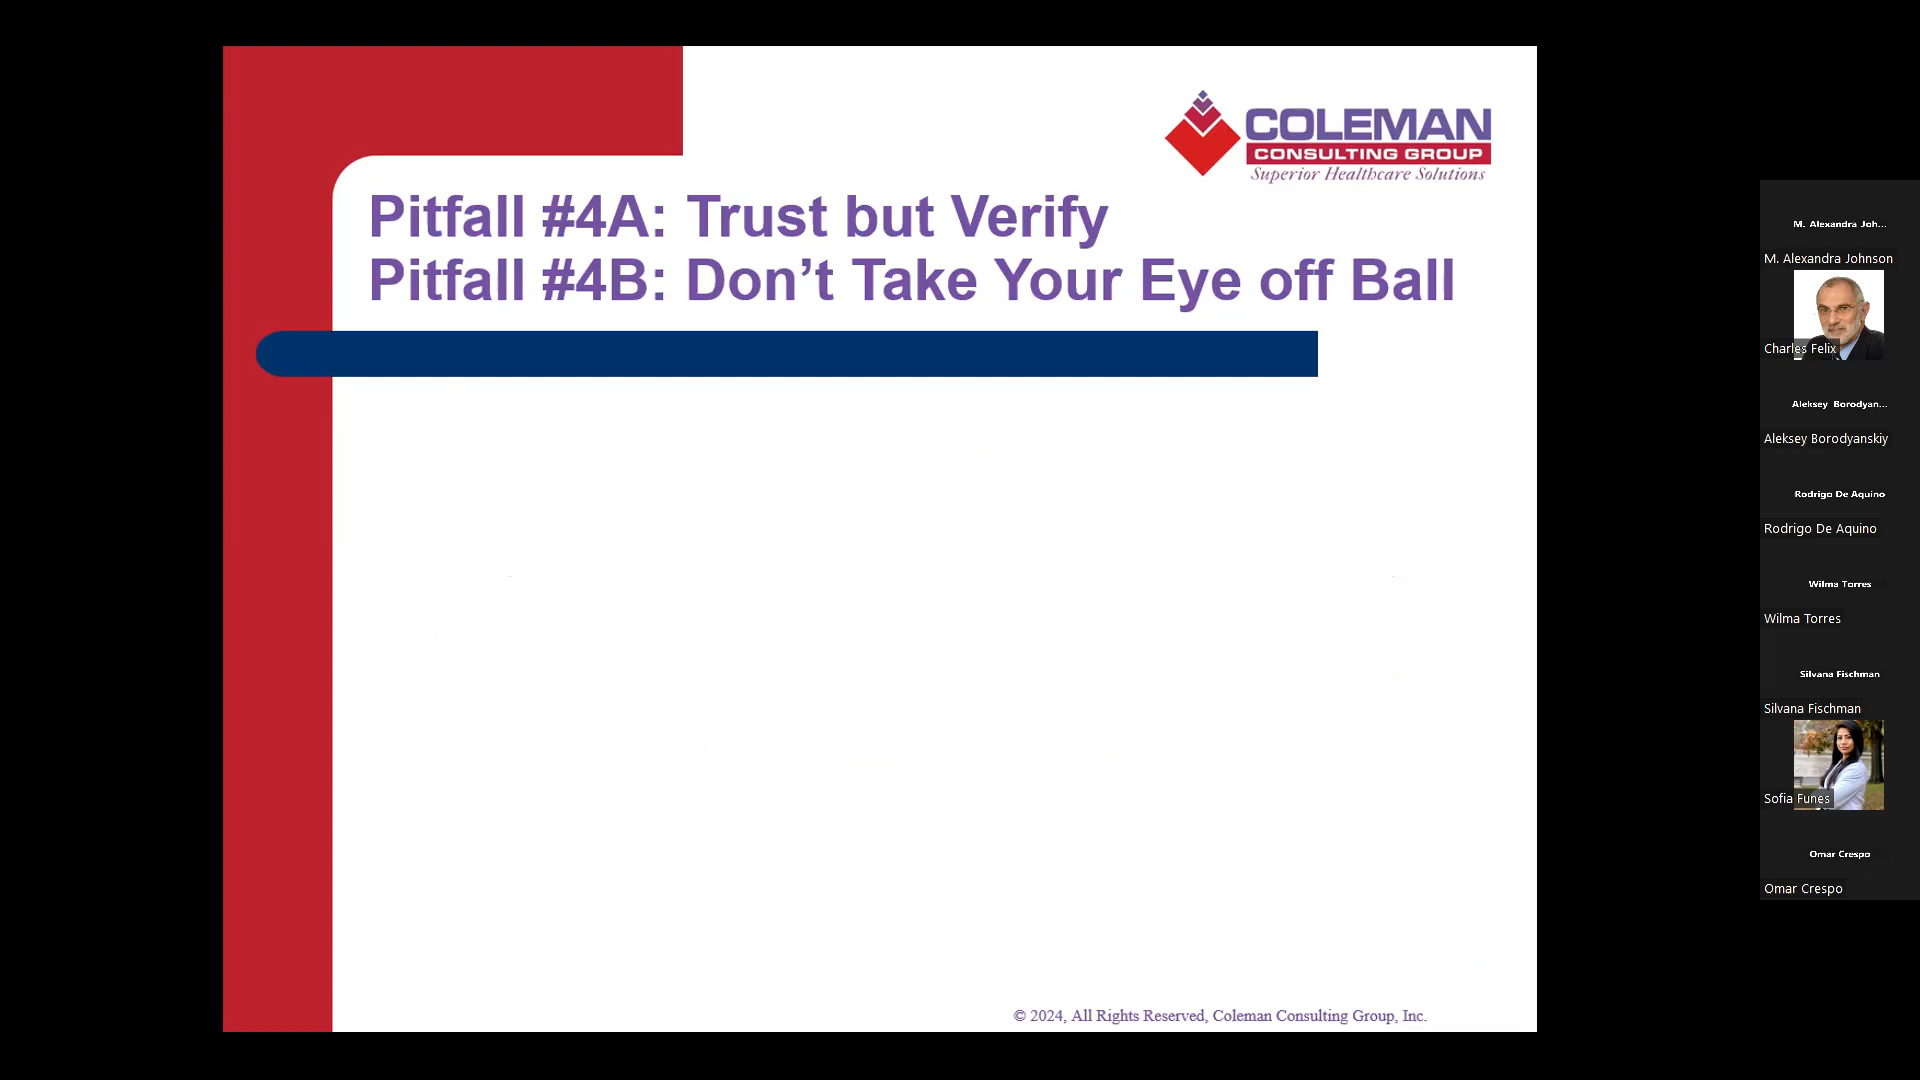 COLEMAN
CONSULTING GROUP
Superior Healthcare Solutions
Pitfall #4A: Trust but Verify
Pitfall #4B: Don’t Take Your Eye off Ball
© 2024, All Rights Reserved, Coleman Consulting Group, Inc.
M. Alexandra Joh...
M. Alexandra Johnson
Charles Felix
Aleksey Borodyan...
Aleksey Borodyanskiy
Rodrigo De Aquino
Rodrigo De Aquino
Wilma Torres
Wilma Torres
Silvana Fischman
Silvana Fischman
Sofia Funes
Omar Crespo
Omar Crespo